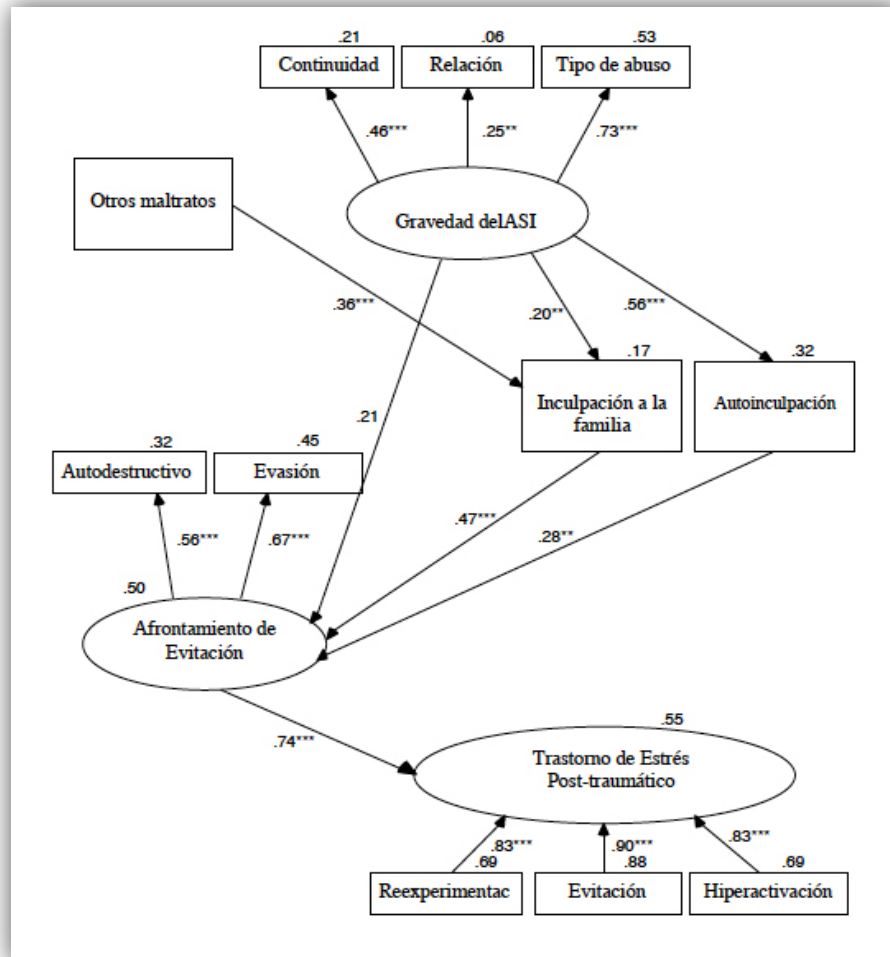 .21 .06 .53
Continuidad Relación Tipo de abuso
.46*** .25** .73***
Otros maltratos
Gravedad delASI
.36*** .20** .56***
.17 .32
Inculpación a la
familia
Autoinculpación
.21
.32 .45
Autodestructivo Evasión
.56*** .67*** .47*** .28**
.50
Afrontamiento de
Evitación
.74***
.55
Trastorno de Estrés
Post-traumático
.83*** .90*** .83***
.69 .88 .69
Reexperimentac Evitación Hiperactivación